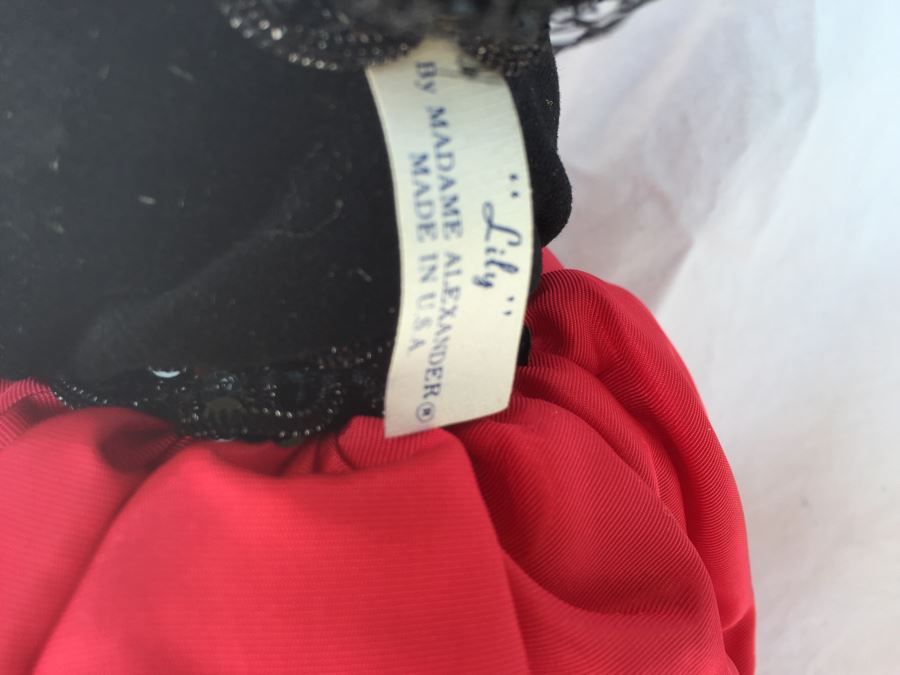 "Lily"
By MADAME ALEXANDER®
MADE IN U S A